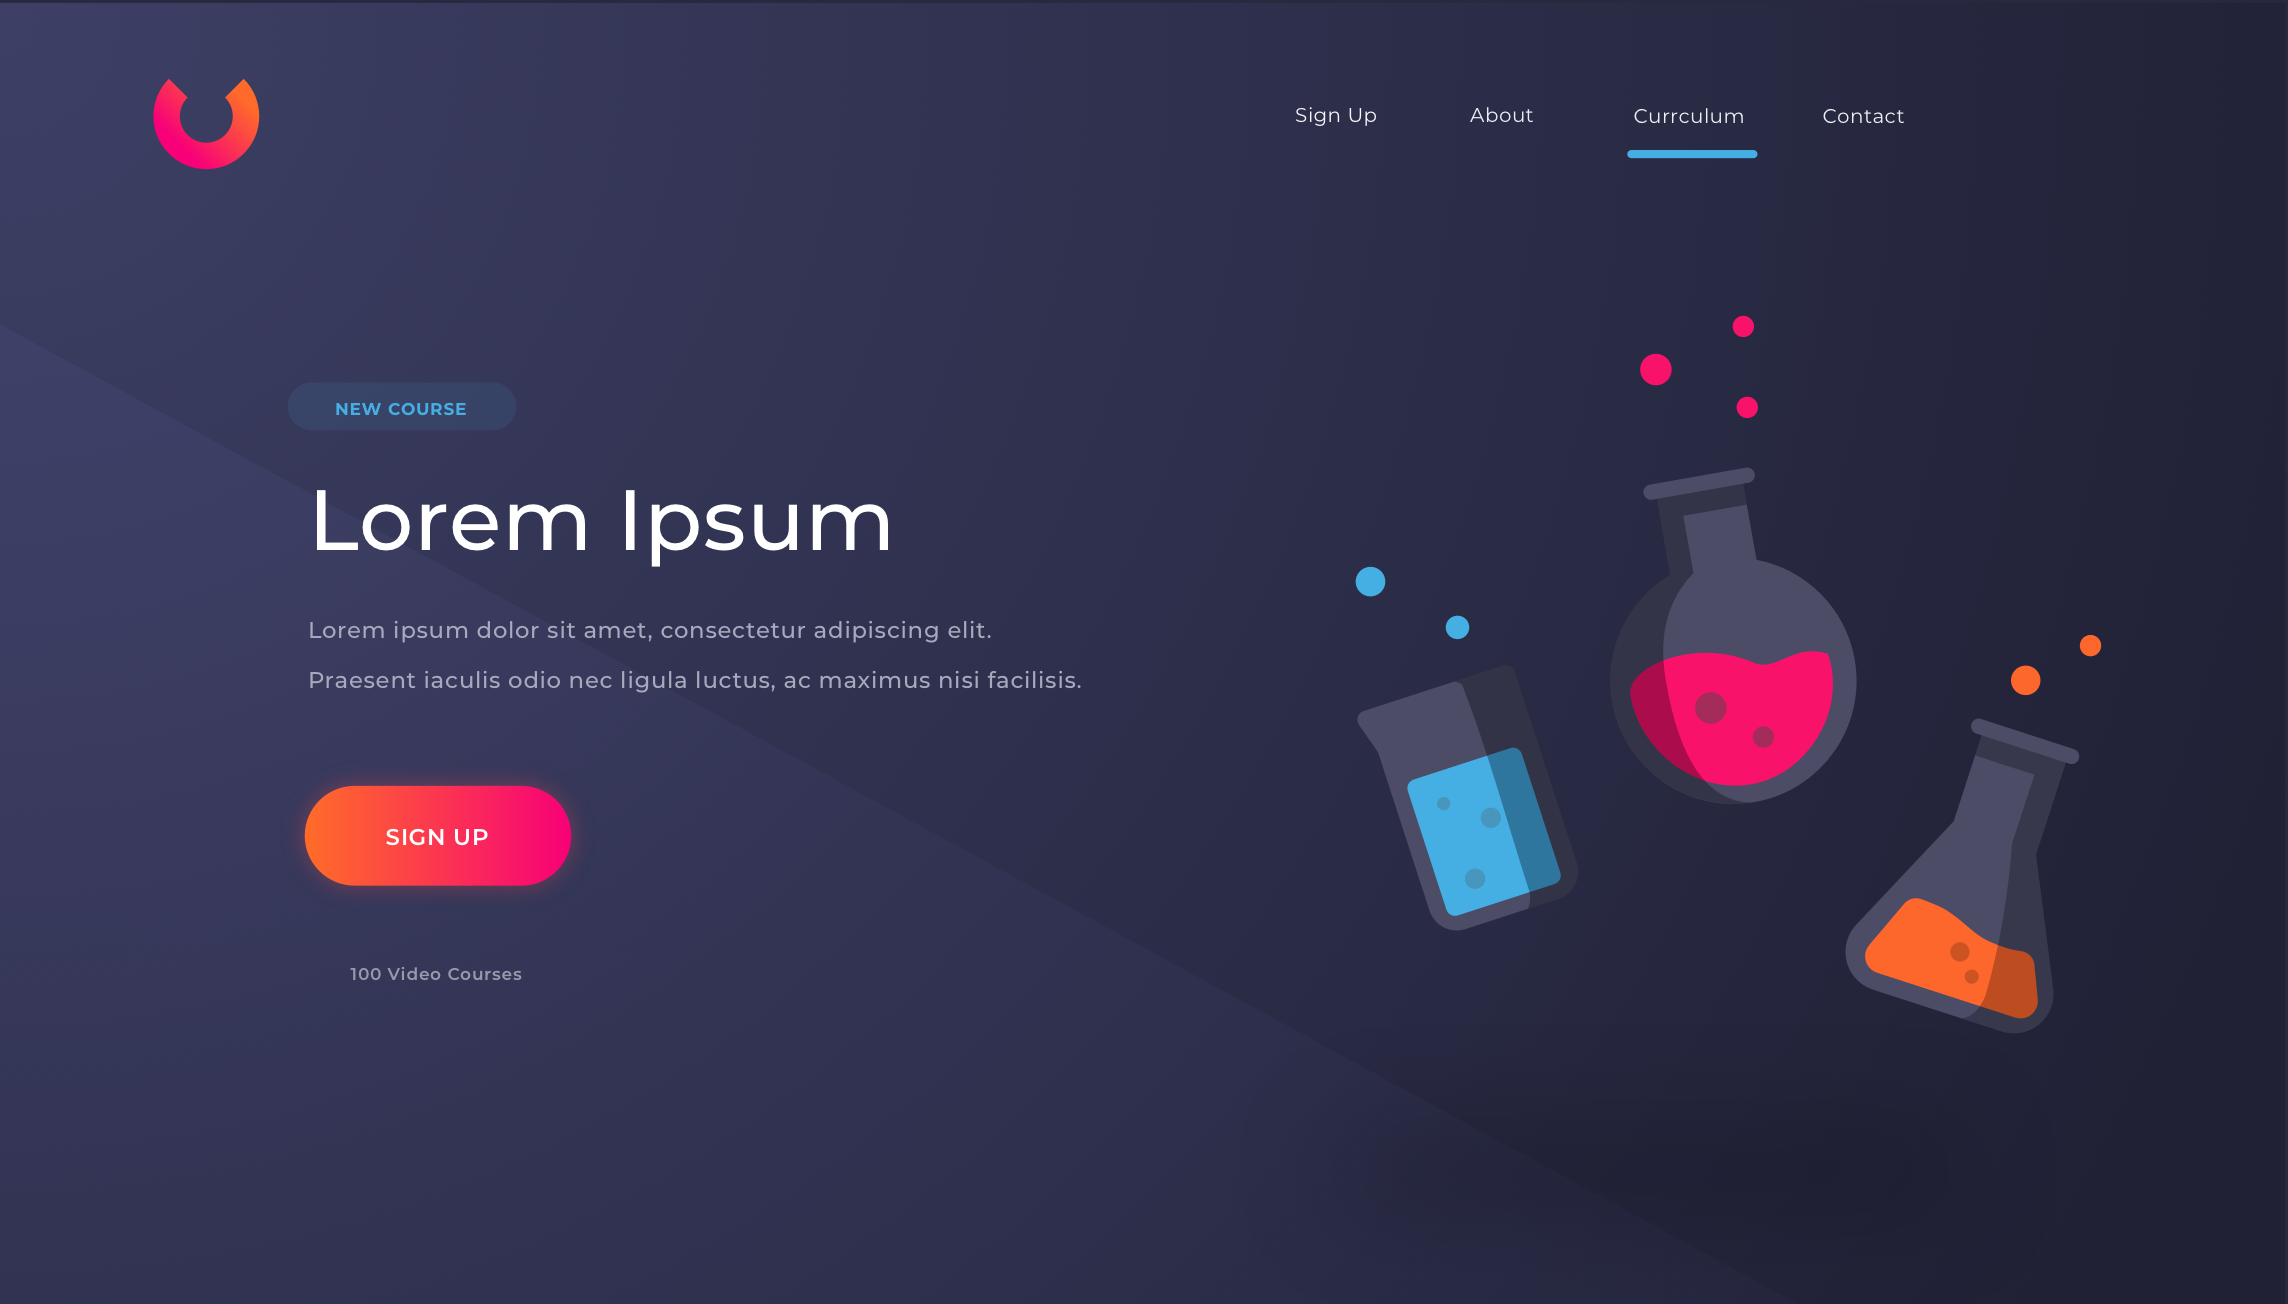 Sign Up
About
Currculum
Contact
NEW COURSE
Lorem Ipsum
Lorem ipsum dolor sit amet, consectetur adipiscing elit.
Praesent iaculis odio nec ligula luctus, ac maximus nisi facilisis.
SIGN UP
100 Video Courses